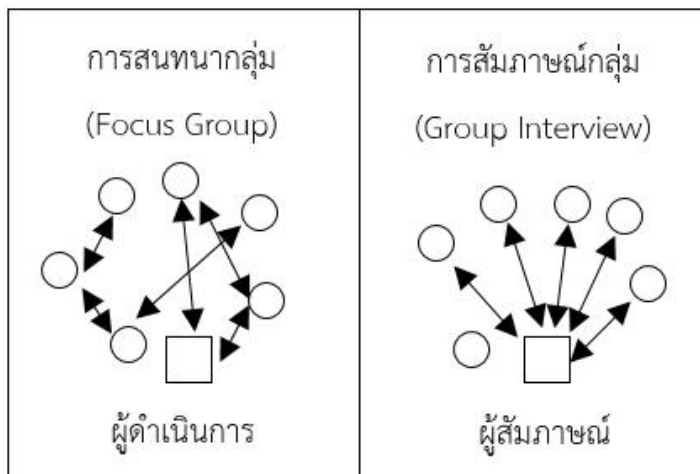 การสนทนากลุ่ม
(Focus Group)
ผู้ดำเนินการ
การสัมภาษณ์กลุ่ม
(Group Interview)
ผู้สัมภาษณ์